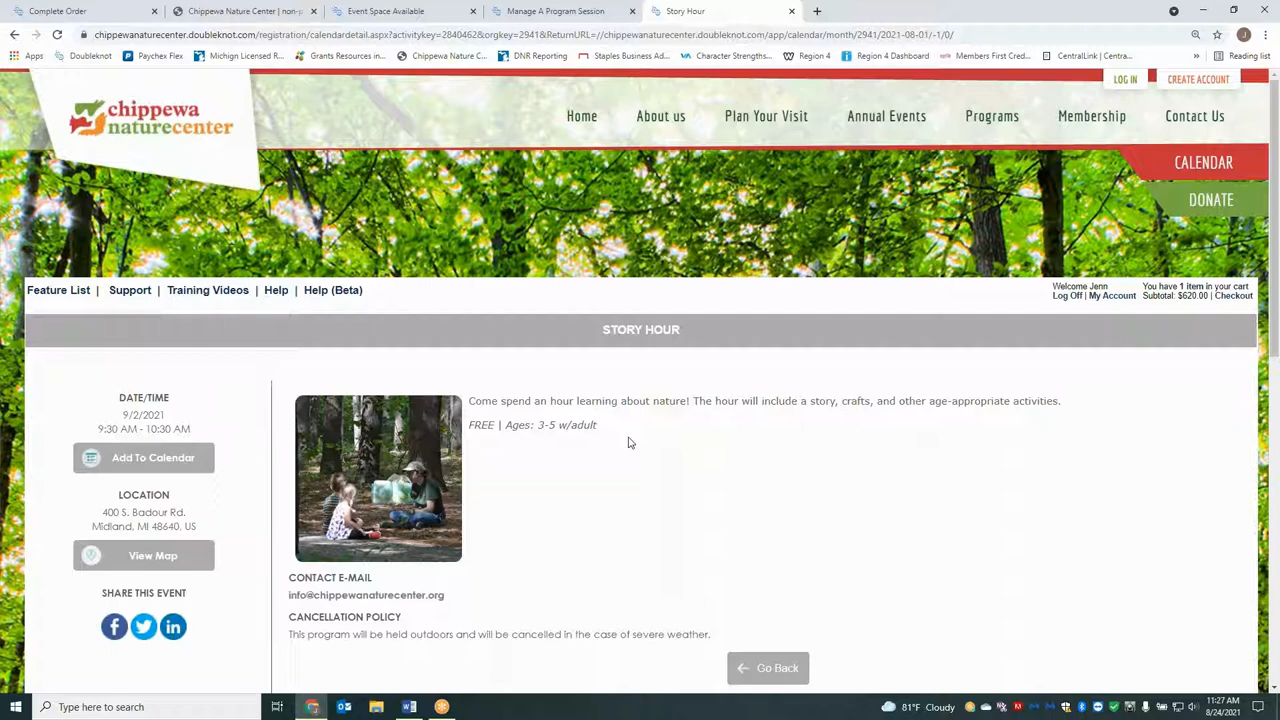 Complete Order
Chippewa Nature Center | non-p
Event Space Available
Manage A Program Session
Story Hour
chippewanaturecenter.doubleknot.com/registration/calendardetail.aspx?activitykey=2840462&orgkey=2941&ReturnURL=//chippewanaturecenter.doubleknot.com/app/calendar/month/2941/2021-08-01/-1/0/
Apps
Doubleknot
Paychex Flex
Michign Licensed R...
Grants Resources in...
Chippewa Nature C...
DNR Reporting
Staples Business Ad...
Character Strengths...
Region 4
Region 4 Dashboard
Members First Cred...
CentralLink | Centra...
»
Reading list
LOG IN
CREATE ACCOUNT
chippewa
naturecenter
Home
About us
Plan Your Visit
Annual Events
Programs
Membership
Contact Us
CALENDAR
DONATE
Feature List | Support | Training Videos | Help | Help (Beta)
Welcome Jenn
Log Off | My Account
You have 1 item in your cart
Subtotal: $620.00 | Checkout
STORY HOUR
DATE/TIME
9/2/2021
9:30 AM - 10:30 AM
Add To Calendar
LOCATION
400 S. Badour Rd.
Midland, MI 48640, US
View Map
SHARE THIS EVENT
Come spend an hour learning about nature! The hour will include a story, crafts, and other age-appropriate activities.
FREE | Ages: 3-5 w/adult
CONTACT E-MAIL
info@chippewanaturecenter.org
CANCELLATION POLICY
This program will be held outdoors and will be cancelled in the case of severe weather.
Go Back
Type here to search
81°F Cloudy
11:27 AM
8/24/2021